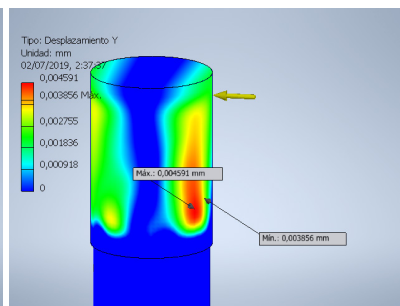 Tipo: Desplazamiento Y
Unidad: mm
02/07/2019, 2:37:37
0,004591
0,003856 Máx.
0,002755
0,001836
0,000918
0
Máx.: 0,004591 mm
Mín.: 0,003856 mm